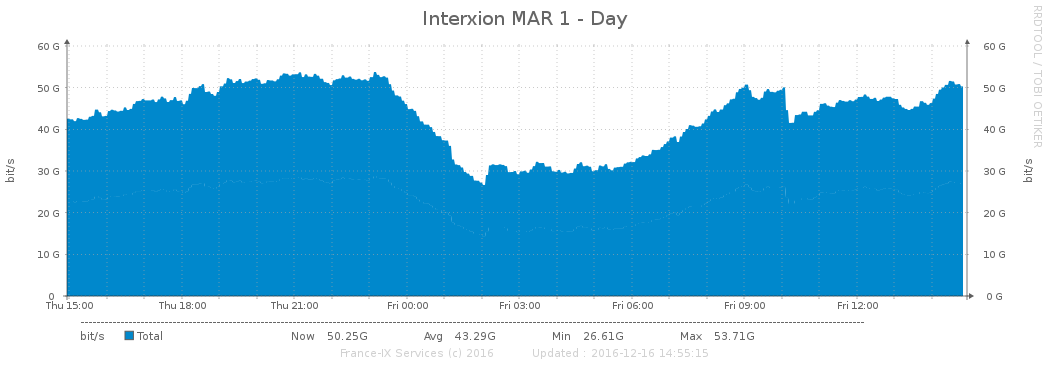 Interxion MAR 1 - Day
RRDTOOL / TOBI OETIKER
bit/s
60 G 60 G
50 G 50 G
40 G 40 G
30 G 30 G
20 G 20 G
10 G 10 G
0 0 G
bit/s
Thu 15:00 Thu 18:00 Thu 21:00 Fri 00:00 Fri 03:00 Fri 06:00 Fri 09:00 Fri 12:00
bit/s Total Now 50.25G Avg 43.29G Min 26.61G Max 53.71G
France-IX Services (c) 2016 Updated : 2016-12-16 14:55:15